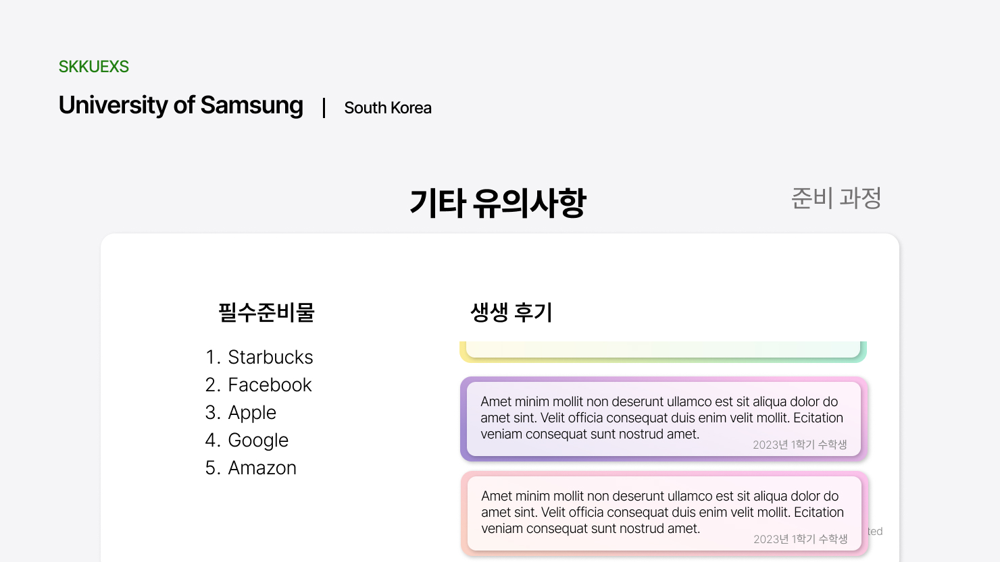 SKKUEXS
University of Samsung | South Korea
기타 유의사항
준비 과정
필수준비물
1. Starbucks
2. Facebook
3. Apple
4. Google
5. Amazon
생생 후기
Amet minim mollit non deserunt ullamco est sit aliqua dolor do
amet sint. Velit officia consequat duis enim velit mollit. Ecitation
veniam consequat sunt nostrud amet.
2023년 1학기 수학생
Amet minim mollit non deserunt ullamco est sit aliqua dolor do
amet sint. Velit officia consequat duis enim velit mollit. Ecitation
veniam consequat sunt nostrud amet.
2023년 1학기 수학생